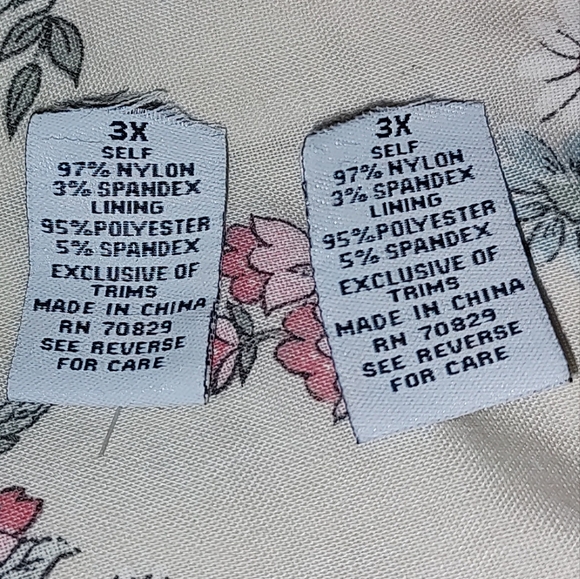 3X
SELF
97% NYLON
3% SPANDEX
LINING
95%POLYESTER
5% SPANDEX
EXCLUSIVE OF
TRIMS
MADE IN CHINA
RN 70829
SEE REVERSE
FOR CARE
3X
SELF
97% NYLON
3% SPANDEX
LINING
95%POLYESTER
5% SPANDEX
EXCLUSIVE OF
TRIMS
MADE IN CHINA
RN 70829
SEE REVERSE
FOR CARE